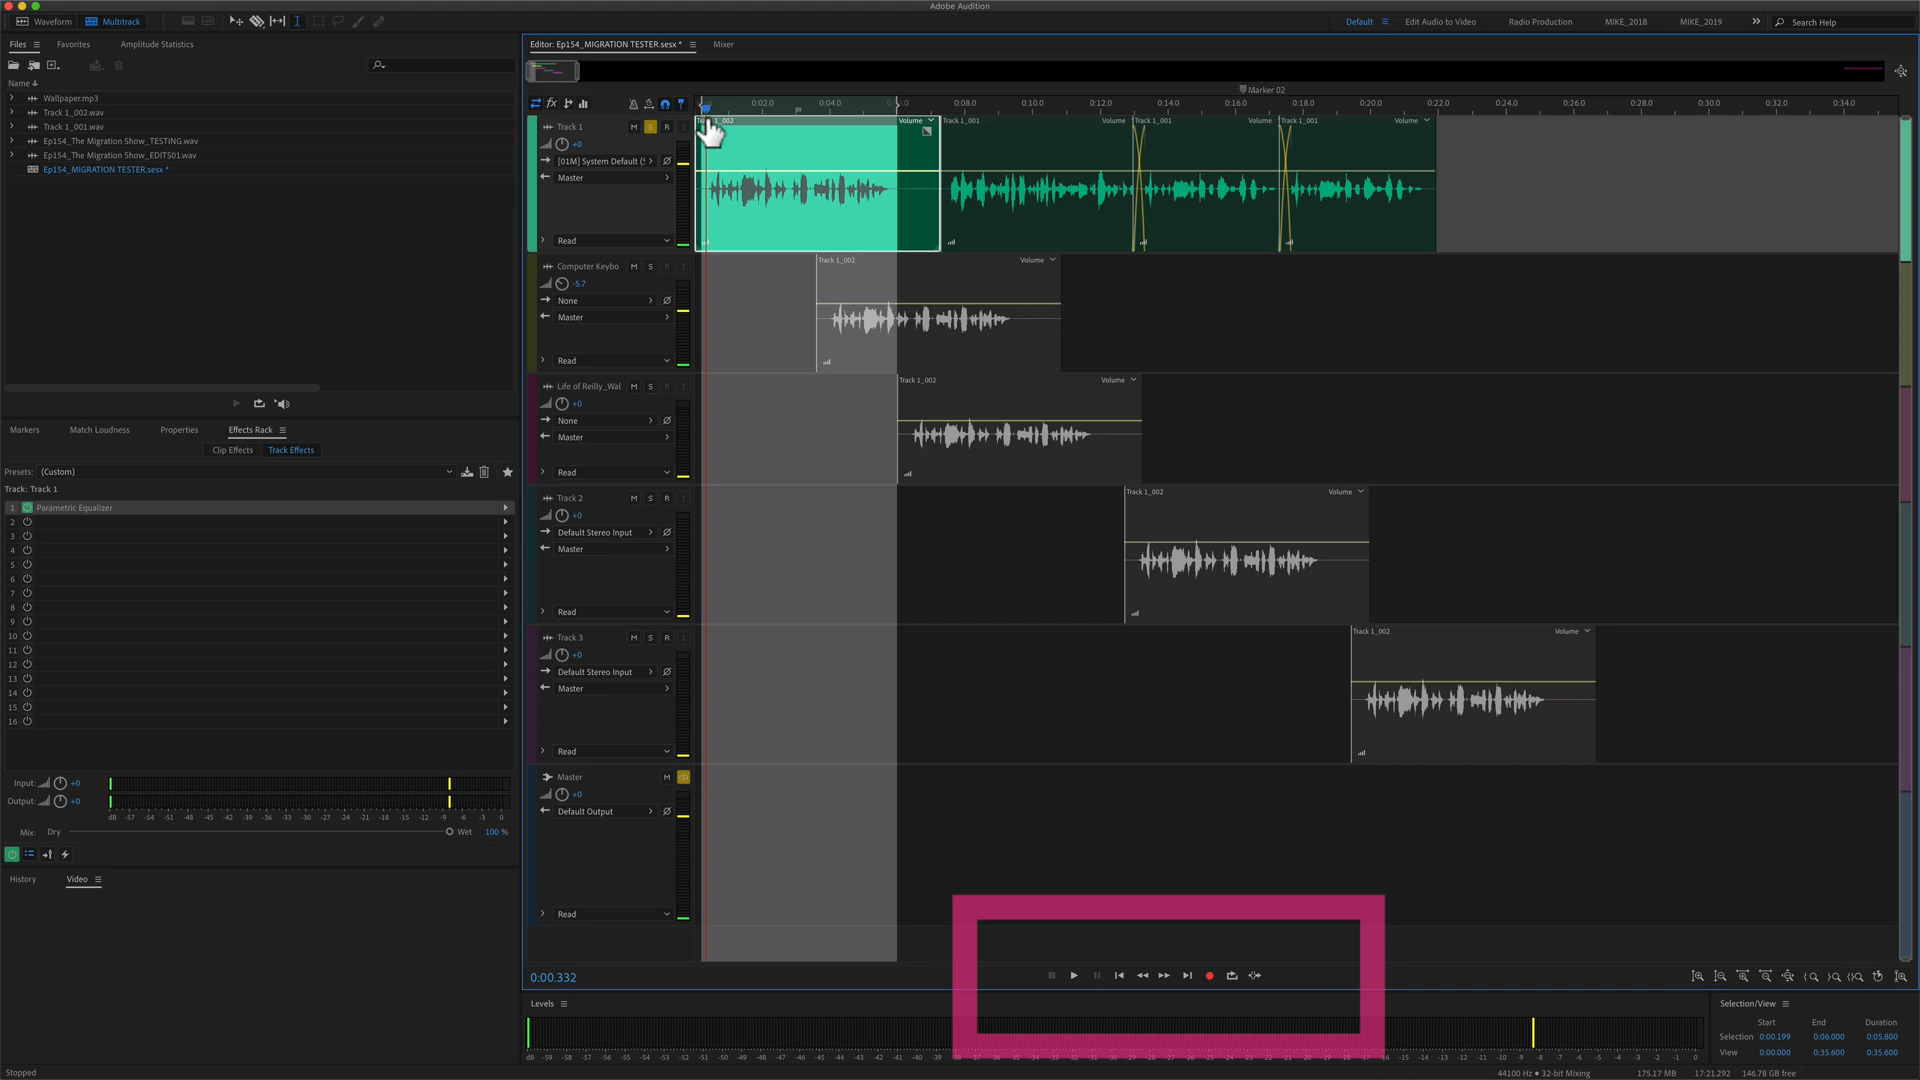 Adobe Audition
Waveform Multitrack Default Edit Audio to Video Radio Production MIKE_2018 MIKE_2019 Search Help
Files Favorites Amplitude Statistics
Name
Wallpaper.mp3
Track 1_002.wav
Track 1_001.wav
Ep154_The Migration Show_TESTING.wav
Ep154_The Migration Show_EDITS01.wav
Ep154_MIGRATION TESTER.sesx *
Markers Match Loudness Properties Effects Rack
Clip Effects Track Effects
Presets: (Custom)
Track: Track 1
1 Parametric Equalizer
2
3
4
5
6
7
8
9
10
11
12
13
14
15
16
Input: +0
Output: +0
dB -57 -54 -51 -48 -45 -42 -39 -36 -33 -30 -27 -24 -21 -18 -15 -12 -9 -6 -3 0
Mix: Dry Wet 100 %
History Video
Editor: Ep154_MIGRATION TESTER.sesx * Mixer
Marker 02
0:02.0 0:04.0 0:08.0 0:10.0 0:12.0 0:14.0 0:16.0 0:18.0 0:20.0 0:22.0 0:24.0 0:26.0 0:28.0 0:30.0 0:32.0 0:34.0
Track 1 M S R I
+0
[01M] System Default (S
Master
Read
1_002 Volume Track 1_001 Volume Track 1_001 Volume Track 1_001 Volume
Computer Keybo M S R I
-5.7
None
Master
Read
Track 1_002 Volume
Life of Reilly_Wal M S R I
+0
None
Master
Read
Track 1_002 Volume
Track 2 M S R I
+0
Default Stereo Input
Master
Read
Track 1_002 Volume
Track 3 M S R I
+0
Default Stereo Input
Master
Read
Track 1_002 Volume
Master M
+0
Default Output
Read
0:00.332
Levels
dB -59 -58 -57 -56 -55 -54 -53 -52 -51 -50 -49 -48 -47 -46 -45 -44 -43 -42 -41 -40 -39 -38 -37 -36 -35 -34 -33 -32 -31 -30 -29 -28 -27 -26 -25 -24 -23 -22 -21 -20 -19 -18 -17 -16 -15 -14 -13 -12 -11 -10 -9 -8 -7 -6 -5 -4 -3 -2 -1 0
Selection/View
Start End Duration
Selection 0:00.199 0:06.000 0:05.800
View 0:00.000 0:35.600 0:35.600
Stopped 44100 Hz • 32-bit Mixing 175.17 MB 17:21.292 146.78 GB free